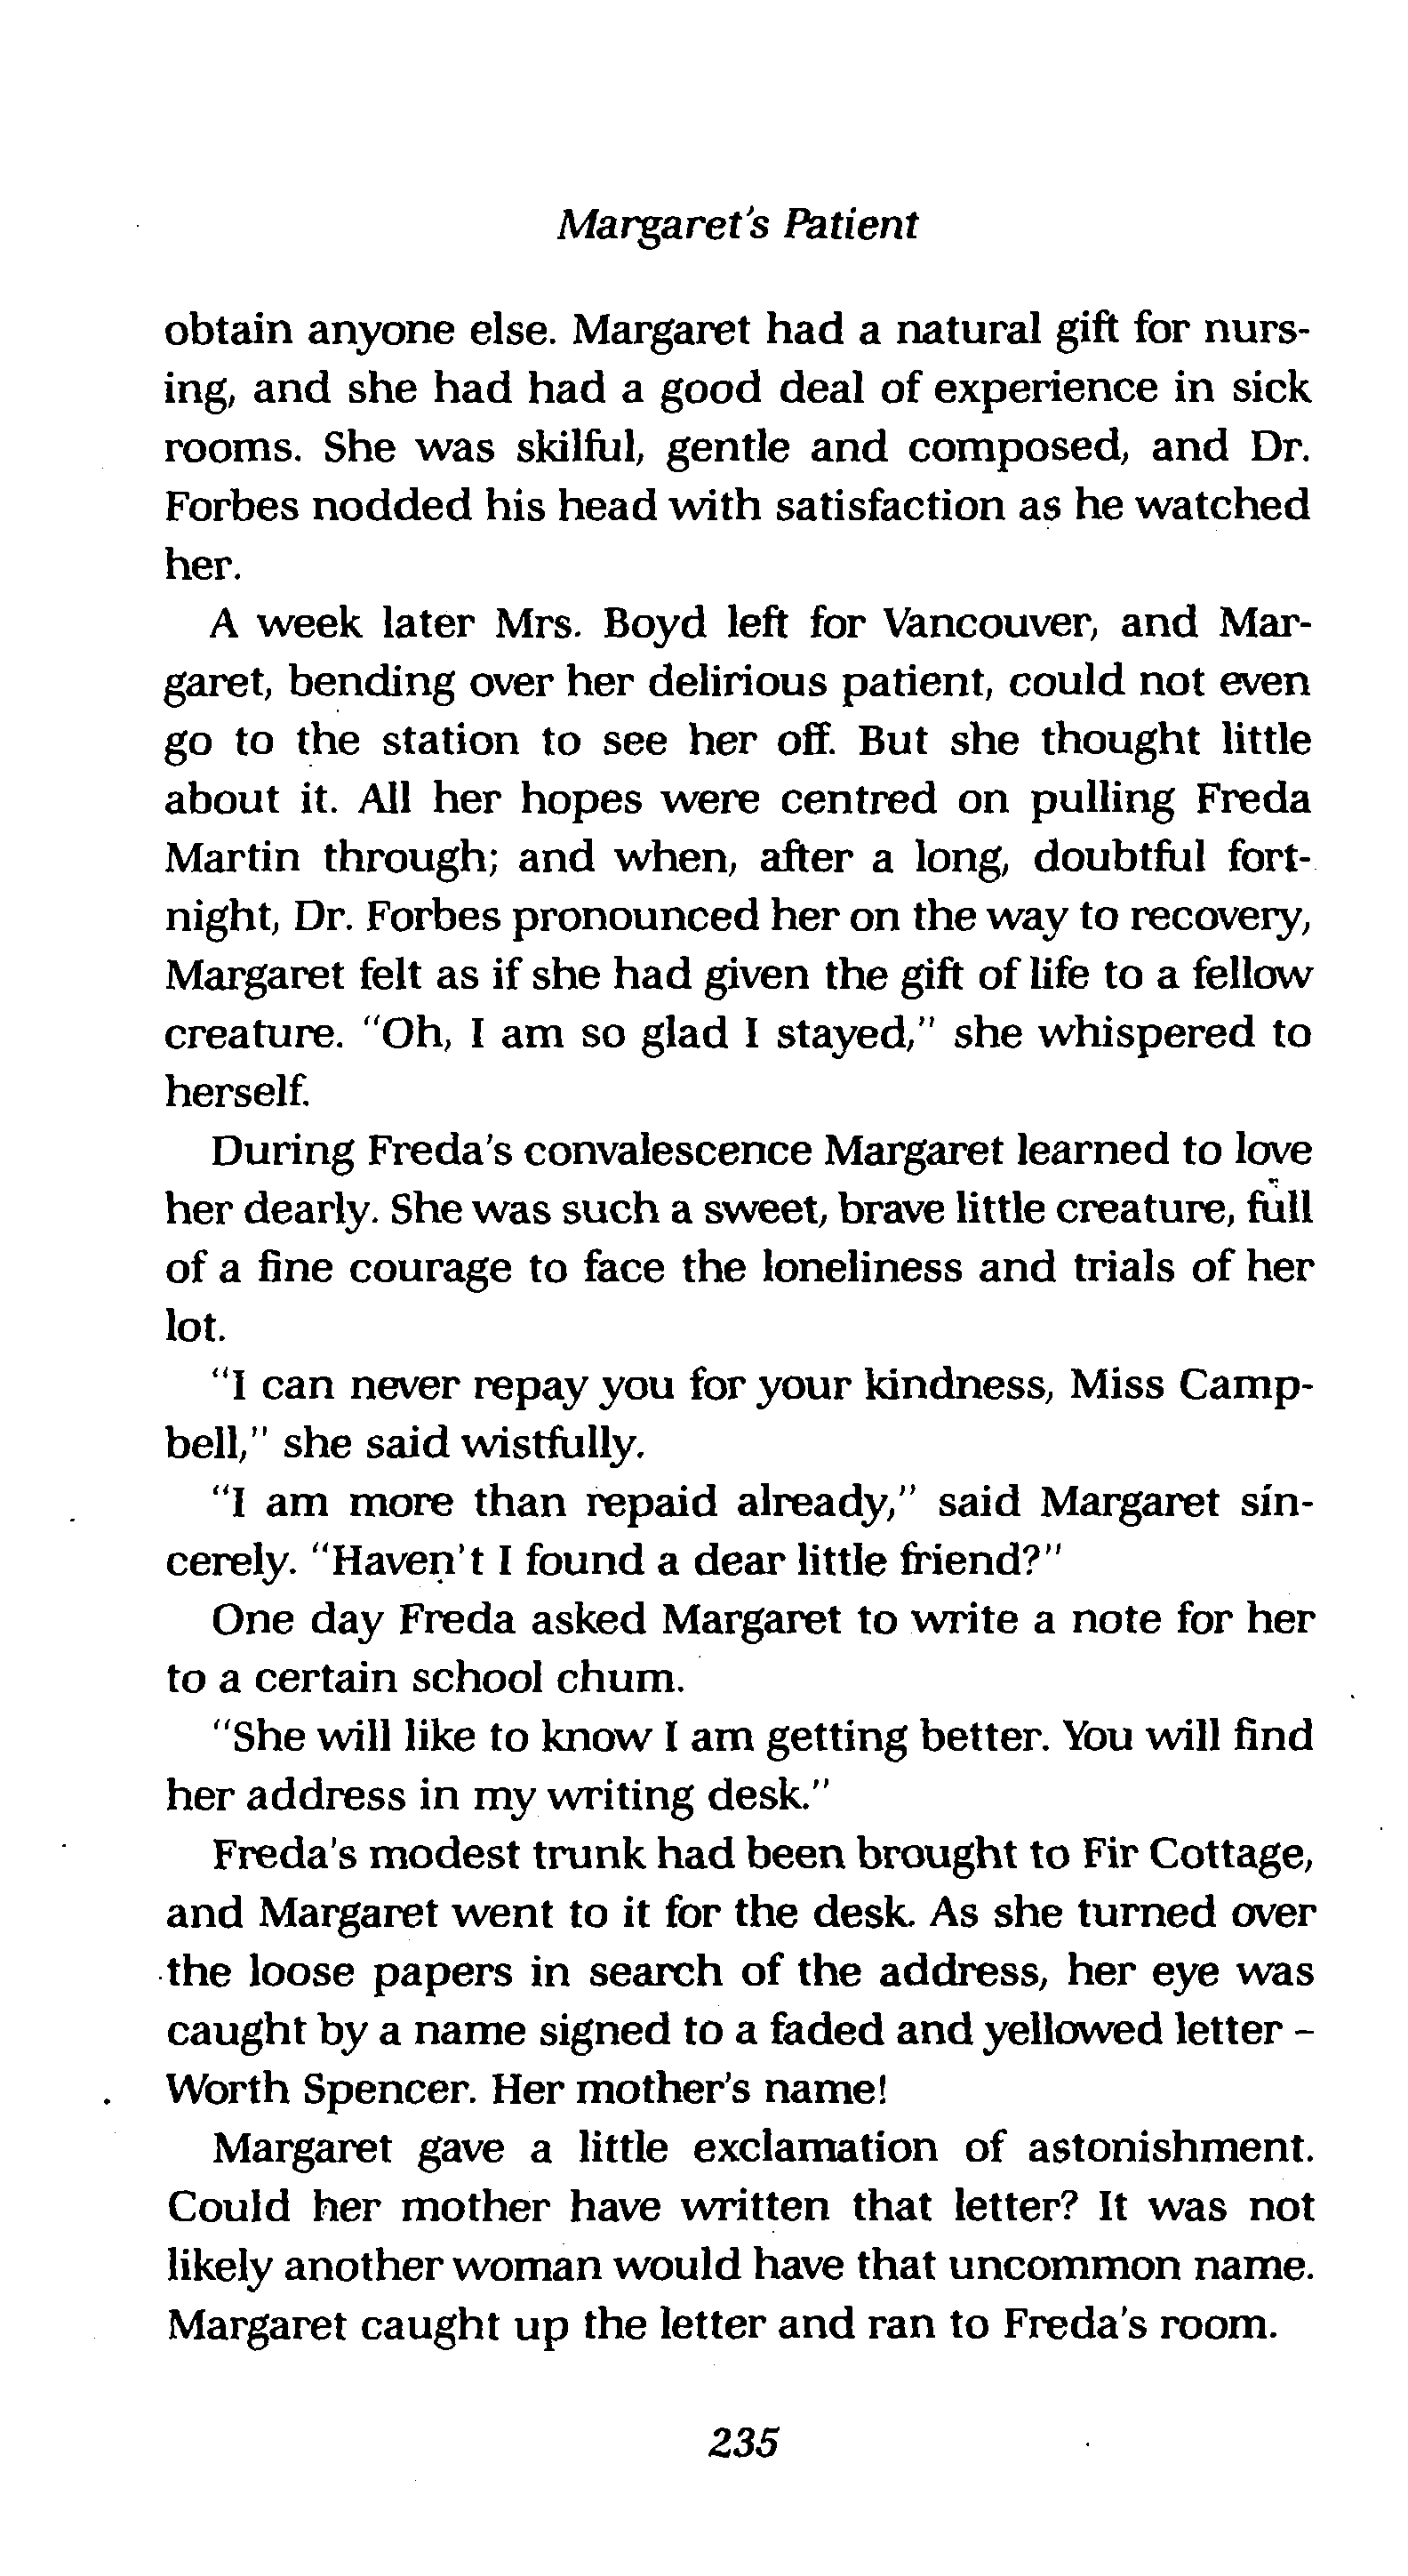 Margaret's Patient
obtain anyone else. Margaret had a natural gift for nurs-
ing, and she had had a good deal of experience in sick
rooms. She was skilful, gentle and composed, and Dr.
Forbes nodded his head with satisfaction as he watched
her.
A week later Mrs. Boyd left for Vancouver, and Mar-
garet, bending over her delirious patient, could not even
go to the station to see her off. But she thought little
about it. All her hopes were centred on pulling Freda
Martin through; and when, after a long, doubtful fort-
night, Dr. Forbes pronounced her on the way to recovery,
Margaret felt as if she had given the gift of life to a fellow
creature. "Oh, I am so glad I stayed," she whispered to
herself.
During Freda's convalescence Margaret learned to love
her dearly. She was such a sweet, brave little creature, full
of a fine courage to face the loneliness and trials of her
lot.
"I can never repay you for your kindness, Miss Camp-
bell," she said wistfully.
"I am more than repaid already," said Margaret sin-
cerely. "Haven't I found a dear little friend?"
One day Freda asked Margaret to write a note for her
to a certain school chum.
"She will like to know I am getting better. You will find
her address in my writing desk."
Freda's modest trunk had been brought to Fir Cottage,
and Margaret went to it for the desk. As she turned over
the loose papers in search of the address, her eye was
caught by a name signed to a faded and yellowed letter –
Worth Spencer. Her mother's name!
Margaret gave a little exclamation of astonishment.
Could her mother have written that letter? It was not
likely another woman would have that uncommon name.
Margaret caught up the letter and ran to Freda's room.
235